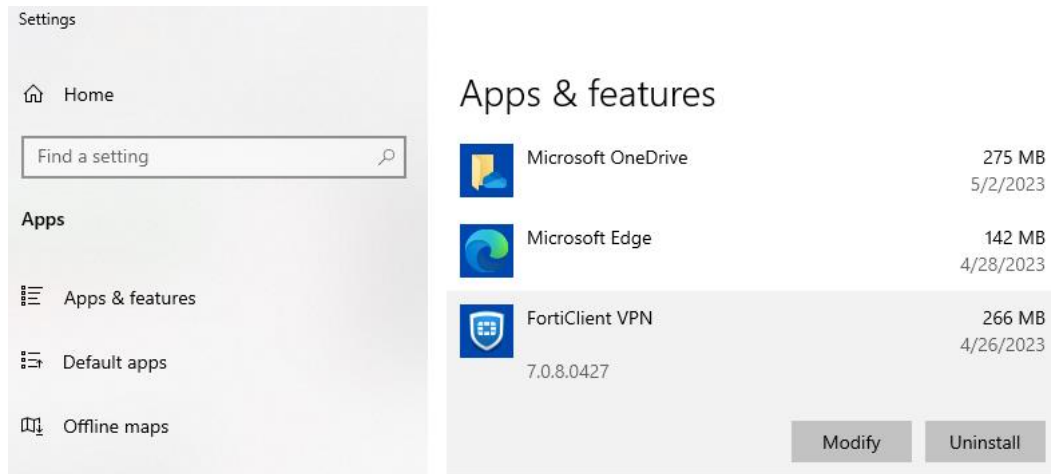 Settings
Home
Find a setting
Apps
Apps & features
Default apps
Offline maps
Apps & features
Microsoft OneDrive
275 MB
5/2/2023
Microsoft Edge
142 MB
4/28/2023
FortiClient VPN
266 MB
4/26/2023
7.0.8.0427
Modify
Uninstall